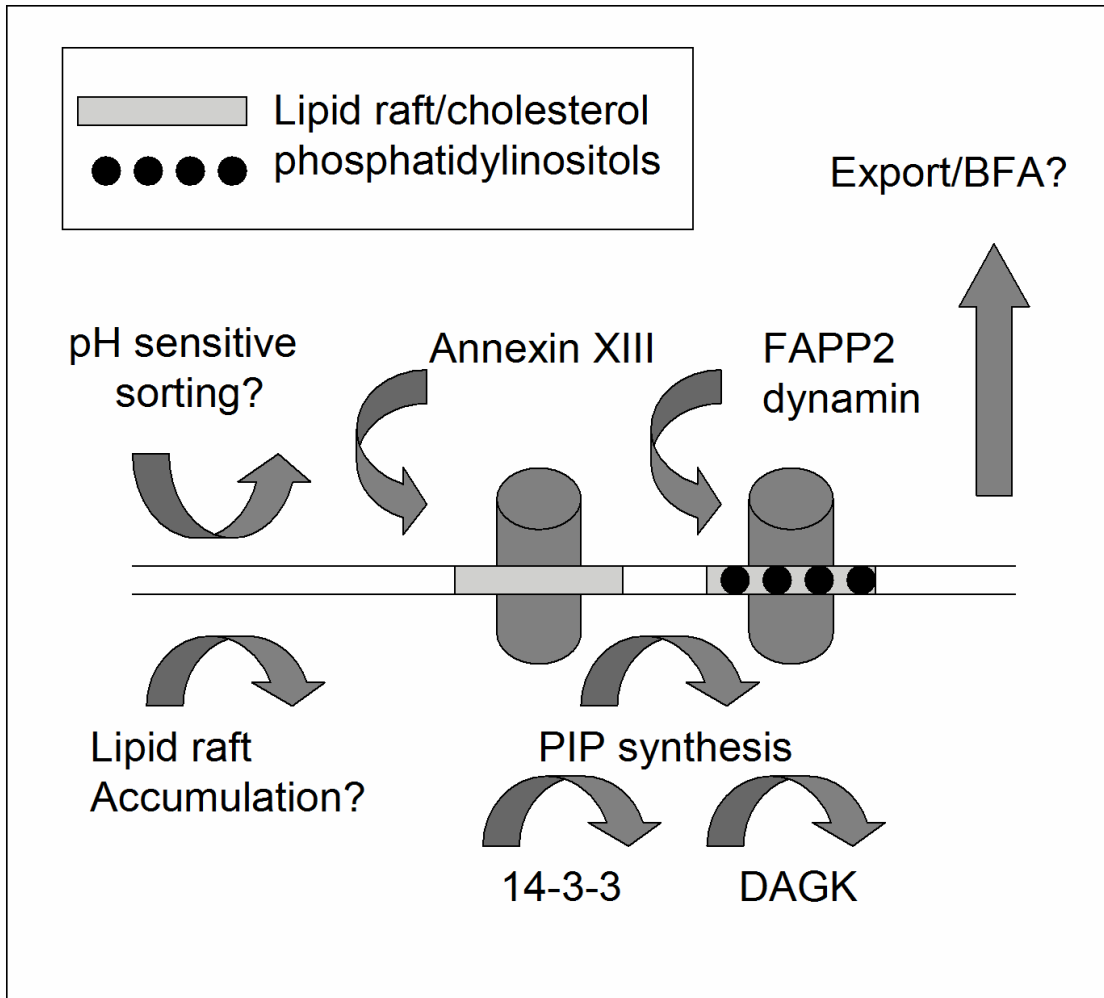 Lipid raft/cholesterol
phosphatidylinositols
Export/BFA?
pH sensitive
sorting?
Annexin XIII
FAPP2
dynamin
Lipid raft
Accumulation?
PIP synthesis
14-3-3
DAGK